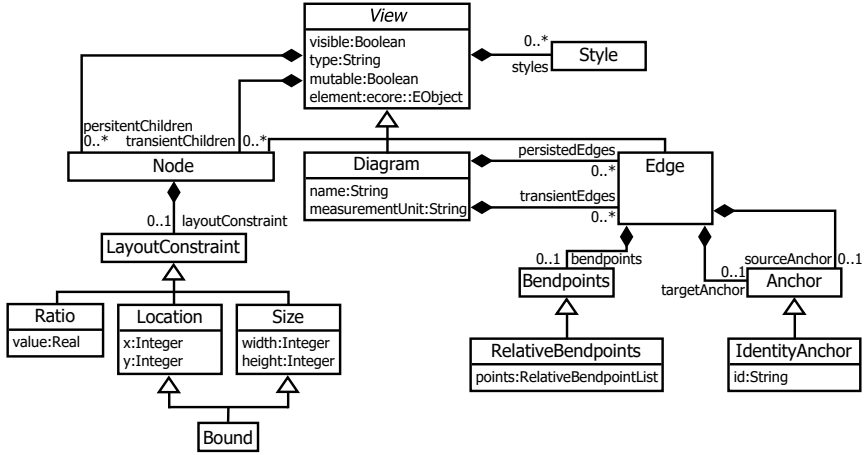 View
visible:Boolean
type:String
mutable:Boolean
element:ecore::EObject
0..*
styles
Style
persitentChildren
0..*
transientChildren
0..*
Node
Diagram
name:String
measurementUnit:String
persistedEdges
0..*
transientEdges
0..*
Edge
0..1 layoutConstraint
LayoutConstraint
0..1 bendpoints
Bendpoints
0..1
targetAnchor
sourceAnchor
0..1
Anchor
Ratio
value:Real
Location
x:Integer
y:Integer
Size
width:Integer
height:Integer
RelativeBendpoints
points:RelativeBendpointList
IdentityAnchor
id:String
Bound